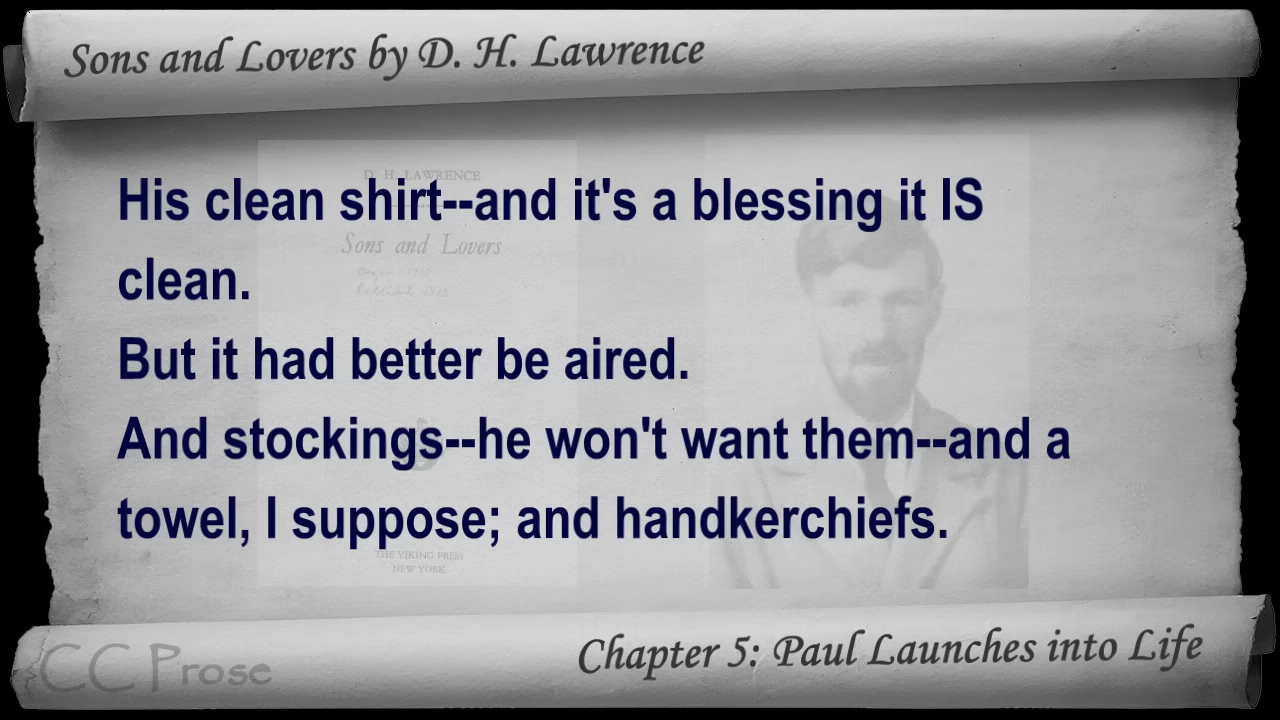 Sons and Lovers by D. H. Lawrence
D. H. LAWRENCE
His clean shirt--and it's a blessing it IS
Sons and Lovers
clean.
But it had better be aired.
And stockings--he won't want them--and a
towel, I suppose; and handkerchiefs.
THE VIKING PRESS
NEW YORK
Chapter 5: Paul Launches into Life
CC Prose